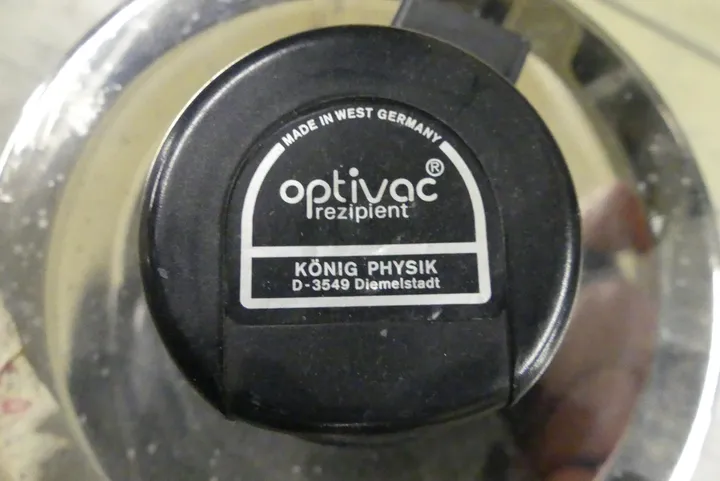 MADE IN WEST GERMANY
optivac®
rezipient
KÖNIG PHYSIK
D-3549 Diemelstadt